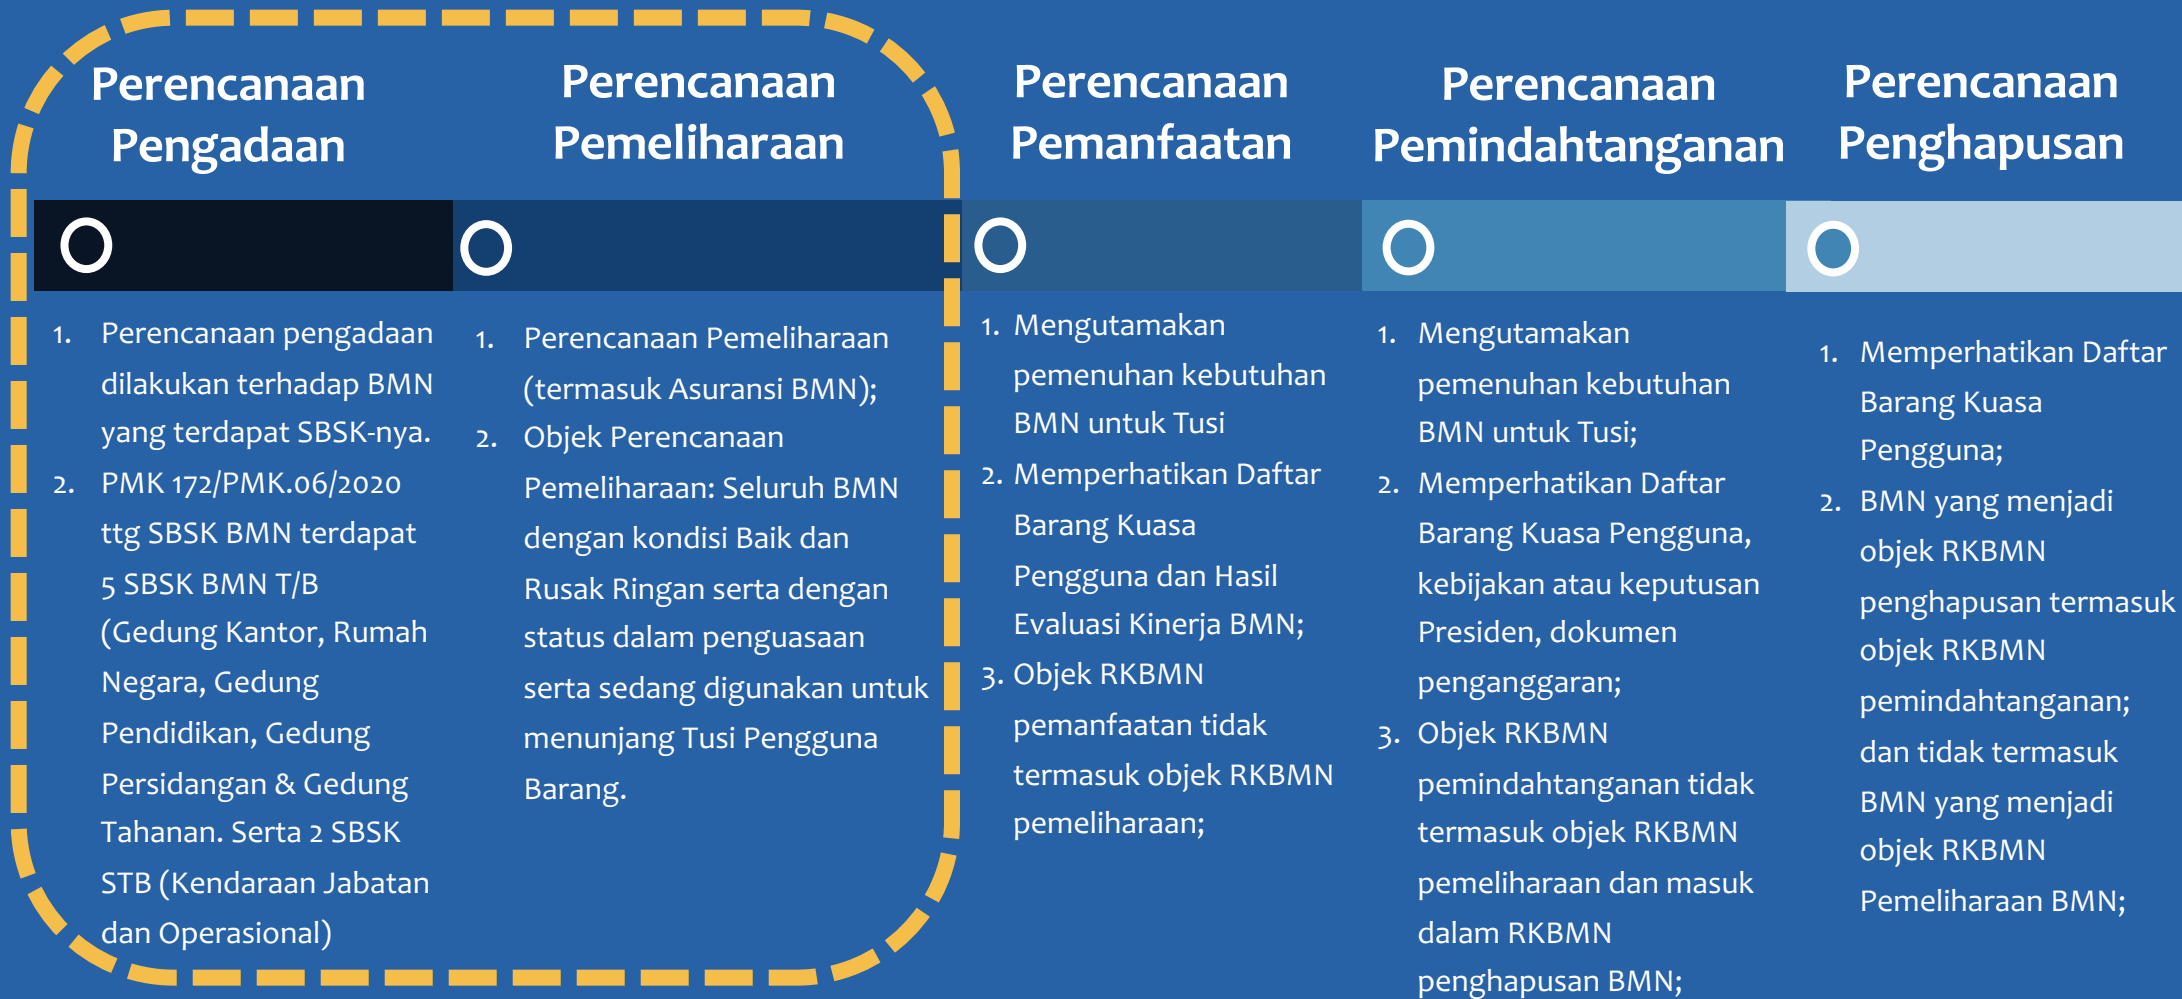 Perencanaan
Pengadaan
1. Perencanaan pengadaan
dilakukan terhadap BMN
yang terdapat SBSK-nya.
2. PMK 172/PMK.06/2020
ttg SBSK BMN terdapat
5 SBSK BMN T/B
(Gedung Kantor, Rumah
Negara, Gedung
Pendidikan, Gedung
Persidangan & Gedung
Tahanan. Serta 2 SBSK
STB (Kendaraan Jabatan
dan Operasional)
Perencanaan
Pemeliharaan
1. Perencanaan Pemeliharaan
(termasuk Asuransi BMN);
2. Objek Perencanaan
Pemeliharaan: Seluruh BMN
dengan kondisi Baik dan
Rusak Ringan serta dengan
status dalam penguasaan
serta sedang digunakan untuk
menunjang Tusi Pengguna
Barang.
Perencanaan
Pemanfaatan
1. Mengutamakan
pemenuhan kebutuhan
BMN untuk Tusi
2. Memperhatikan Daftar
Barang Kuasa
Pengguna dan Hasil
Evaluasi Kinerja BMN;
3. Objek RKBMN
pemanfaatan tidak
termasuk objek RKBMN
pemeliharaan;
Perencanaan
Pemindahtanganan
1. Mengutamakan
pemenuhan kebutuhan
BMN untuk Tusi;
2. Memperhatikan Daftar
Barang Kuasa Pengguna,
kebijakan atau keputusan
Presiden, dokumen
penganggaran;
3. Objek RKBMN
pemindahtanganan tidak
termasuk objek RKBMN
pemeliharaan dan masuk
dalam RKBMN
penghapusan BMN;
Perencanaan
Penghapusan
1. Memperhatikan Daftar
Barang Kuasa
Pengguna;
2. BMN yang menjadi
objek RKBMN
penghapusan termasuk
objek RKBMN
pemindahtanganan;
dan tidak termasuk
BMN yang menjadi
objek RKBMN
Pemeliharaan BMN;